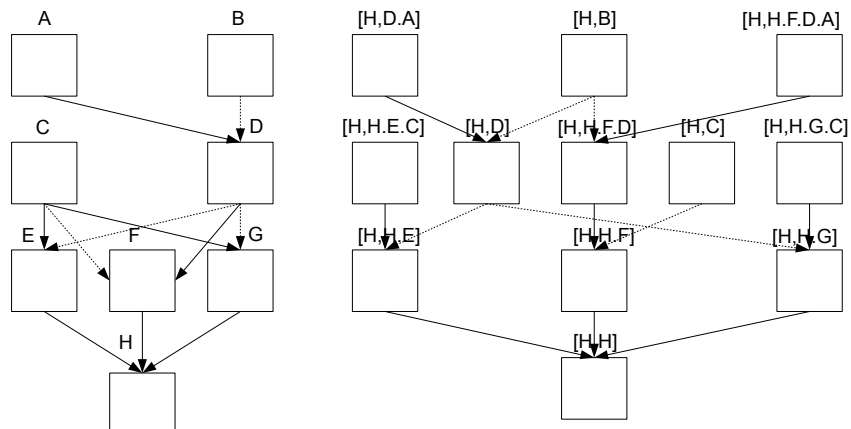 A
B
[H,D.A]
[H,B]
[H,H.F.D.A]
C
D
[H,H.E.C]
[H,D]
[H,H.F.D]
[H,C]
[H,H.G.C]
E
F
G
[H,H.E]
[H,H.F]
[H,H.G]
H
[H,H]